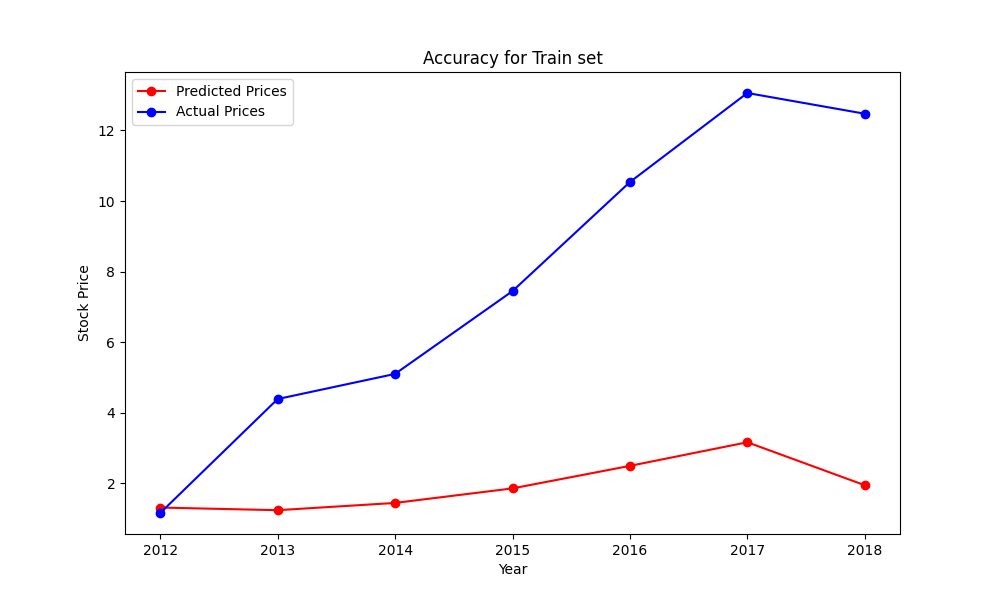 Accuracy for Train set
Predicted Prices
Actual Prices
12
10
8
6
4
2
Stock Price
2012 2013 2014 2015 2016 2017 2018
Year